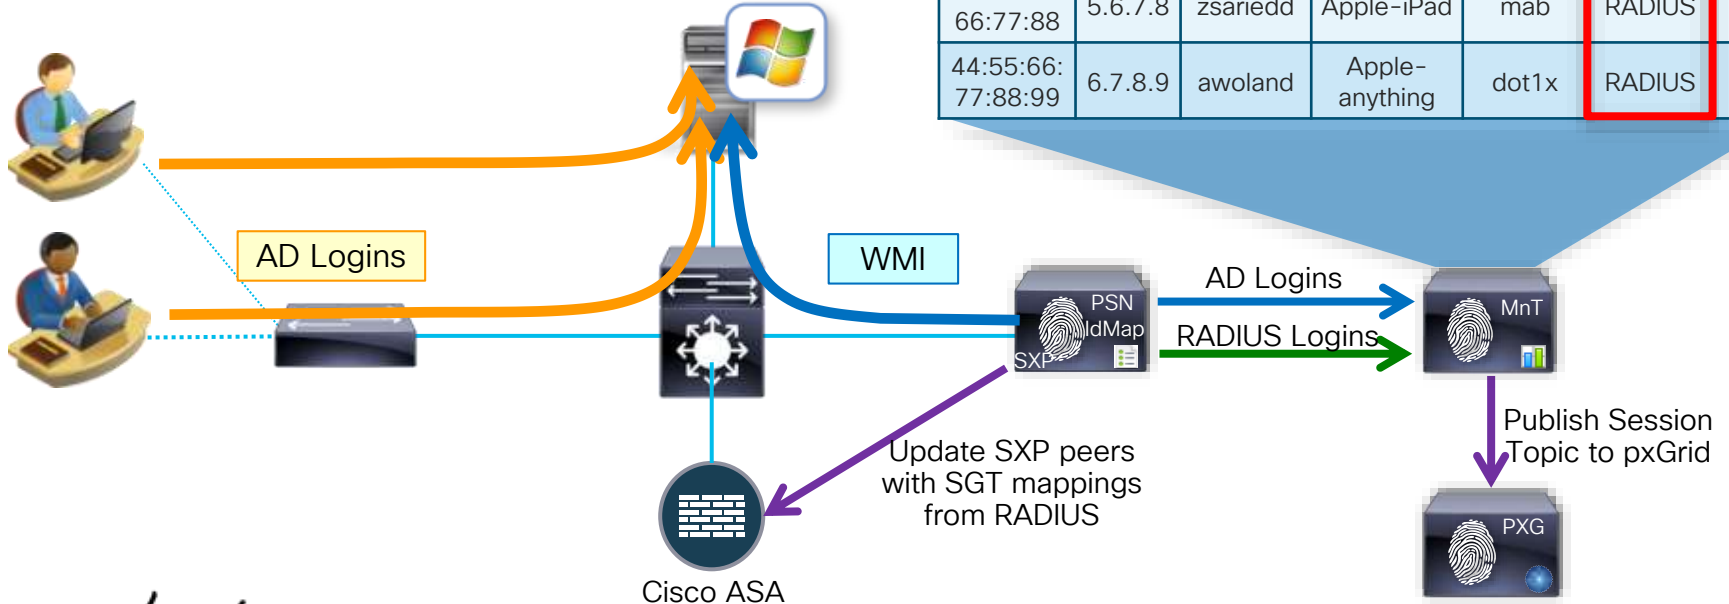 66:77:88 5.6.7.8 zsariedd Apple-iPad mab RADIUS
44:55:66:
77:88:99 6.7.8.9 awoland Apple-
anything dot1x RADIUS
AD Logins
WMI
PSN
IdMap
SXP
AD Logins
RADIUS Logins
MnT
Publish Session
Topic to pxGrid
Update SXP peers
with SGT mappings
from RADIUS
PXG
Cisco ASA